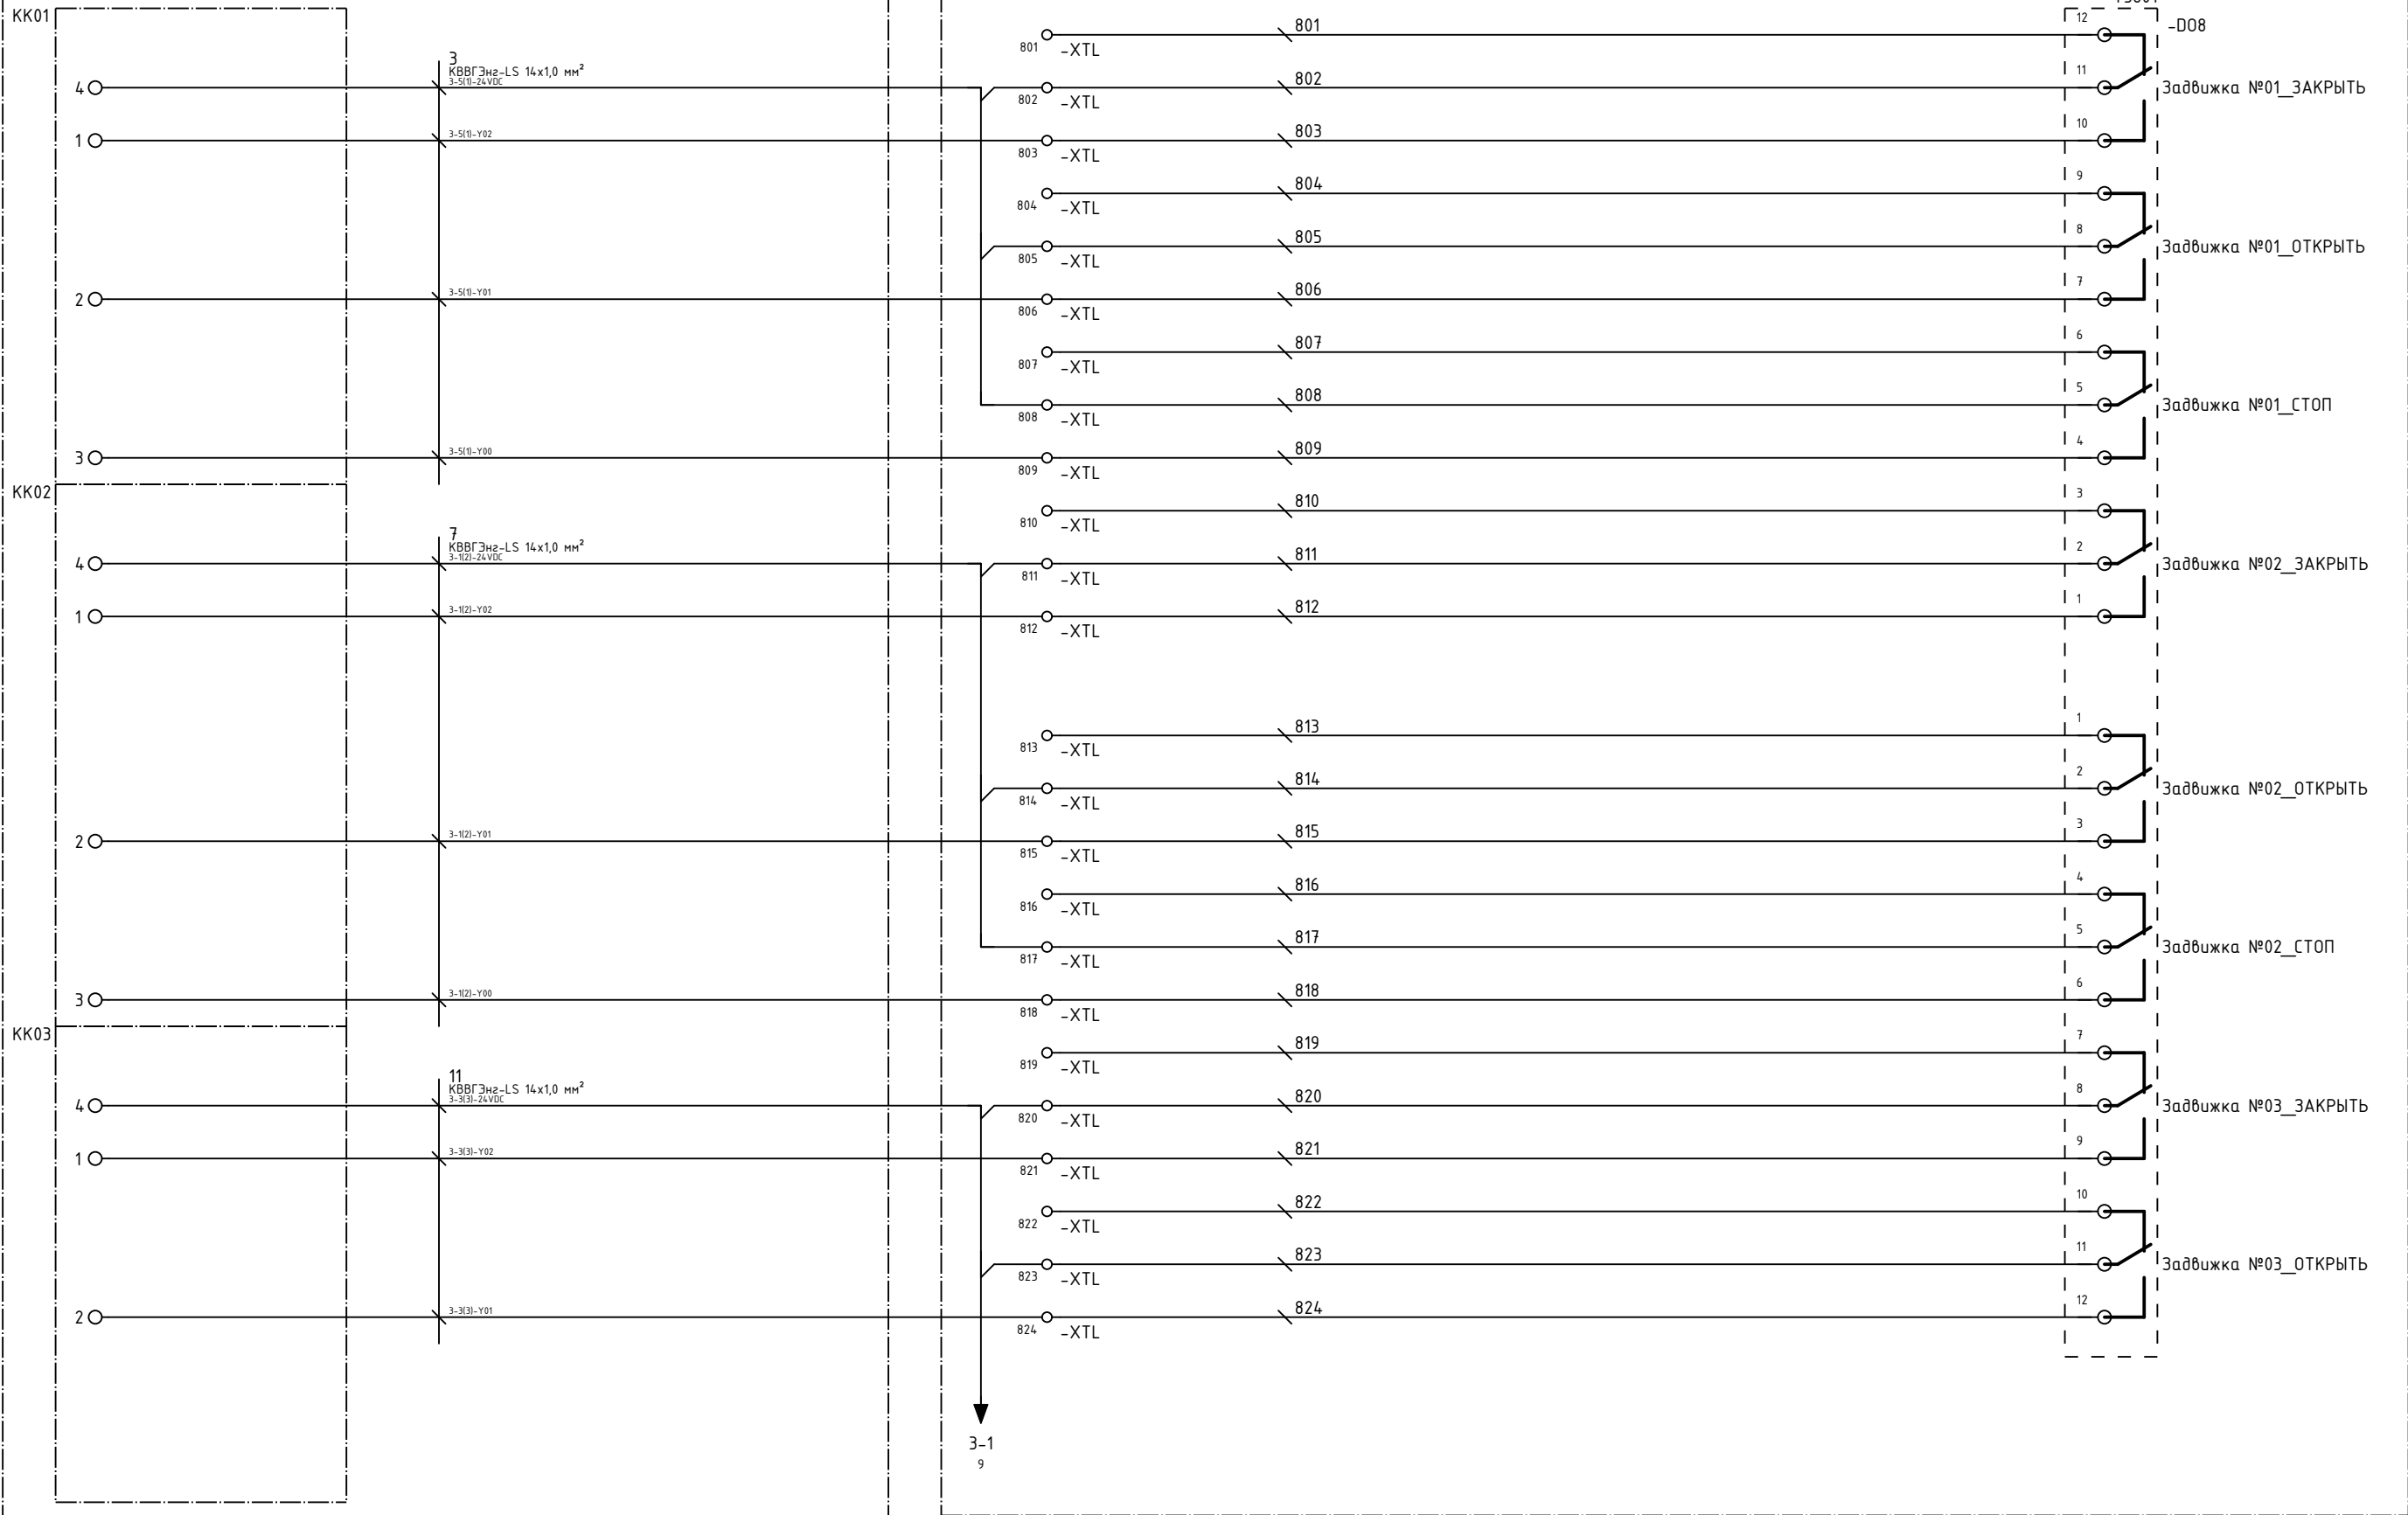 KK01
12
-DO8
801
801
-XTL
3
КВВГЭнг-LS 14x1,0 мм²
3-5(1)-24VDC
4
802
802
-XTL
11
Задвижка №01_ЗАКРЫТЬ
1
3-5(1)-Y02
803
803
-XTL
10
804
804
-XTL
9
805
805
-XTL
8
Задвижка №01_ОТКРЫТЬ
2
3-5(1)-Y01
806
806
-XTL
7
807
807
-XTL
6
808
808
-XTL
5
Задвижка №01_СТОП
3
3-5(1)-Y00
809
809
-XTL
4
KK02
810
810
-XTL
3
7
КВВГЭнг-LS 14x1,0 мм²
3-1(2)-24VDC
4
811
811
-XTL
2
Задвижка №02_ЗАКРЫТЬ
1
3-1(2)-Y02
812
812
-XTL
1
813
813
-XTL
1
814
814
-XTL
2
Задвижка №02_ОТКРЫТЬ
2
3-1(2)-Y01
815
815
-XTL
3
816
816
-XTL
4
817
817
-XTL
5
Задвижка №02_СТОП
3
3-1(2)-Y00
818
818
-XTL
6
KK03
819
819
-XTL
7
11
КВВГЭнг-LS 14x1,0 мм²
3-3(3)-24VDC
4
820
820
-XTL
8
Задвижка №03_ЗАКРЫТЬ
1
3-3(3)-Y02
821
821
-XTL
9
822
822
-XTL
10
823
823
-XTL
11
Задвижка №03_ОТКРЫТЬ
2
3-3(3)-Y01
824
824
-XTL
12
3-1
9